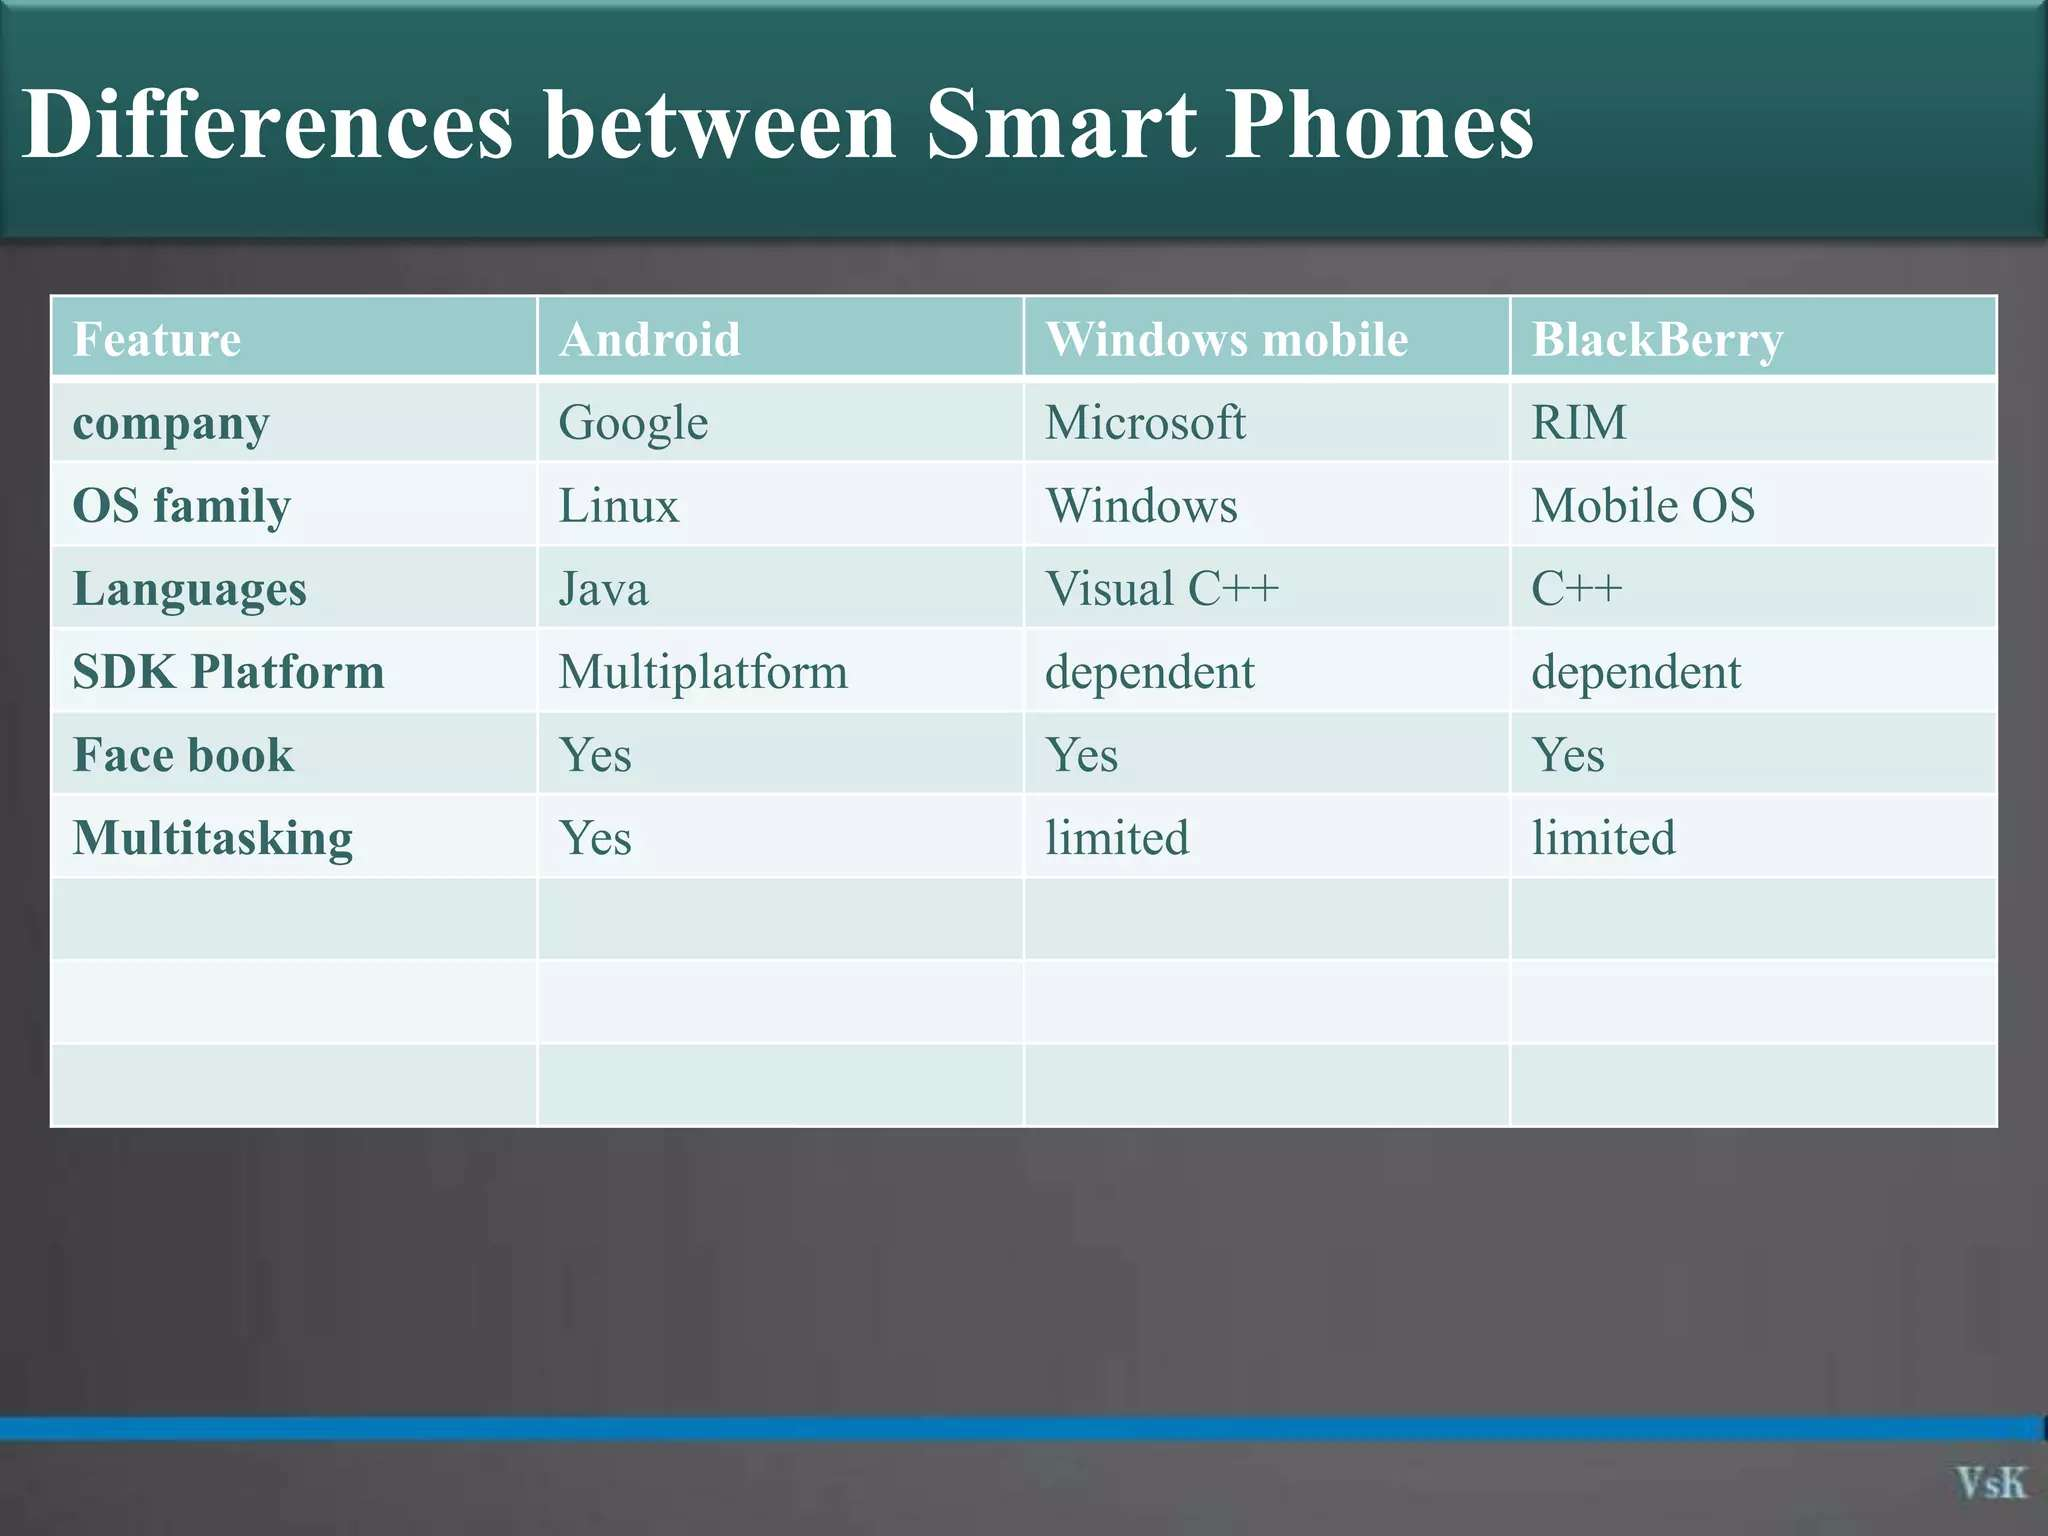 Differences between Smart Phones
Feature Android Windows mobile BlackBerry
company Google Microsoft RIM
OS family Linux Windows Mobile OS
Languages Java Visual C++ C++
SDK Platform Multiplatform dependent dependent
Face book Yes Yes Yes
Multitasking Yes limited limited
VsK